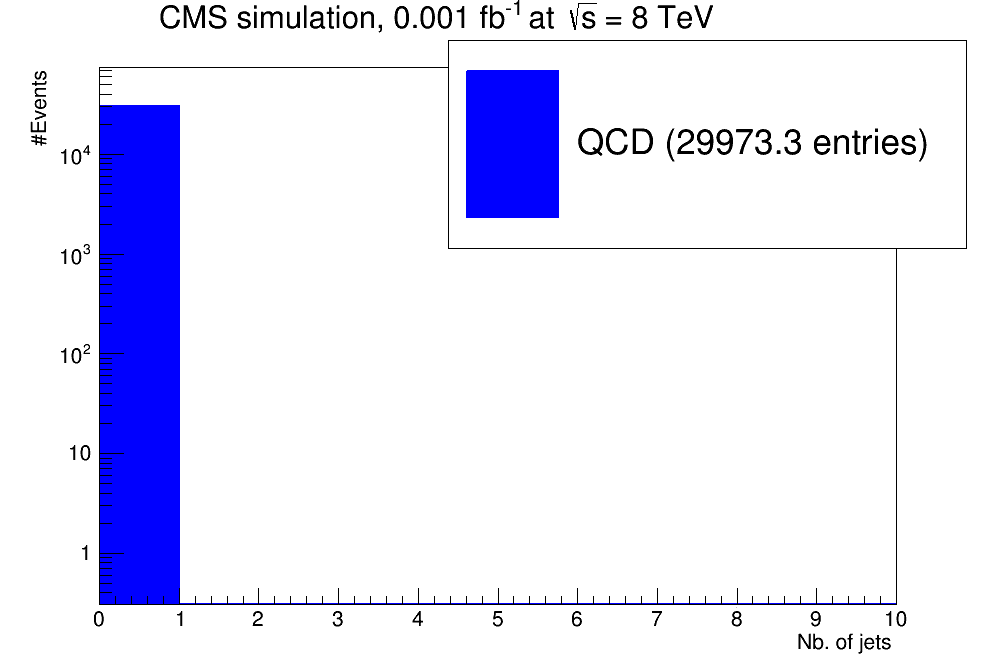 CMS simulation, 0.001 fb⁻¹ at √s = 8 TeV
#Events
QCD (29973.3 entries)
10⁴
10³
10²
10
1
0 1 2 3 4 5 6 7 8 9 10
Nb. of jets